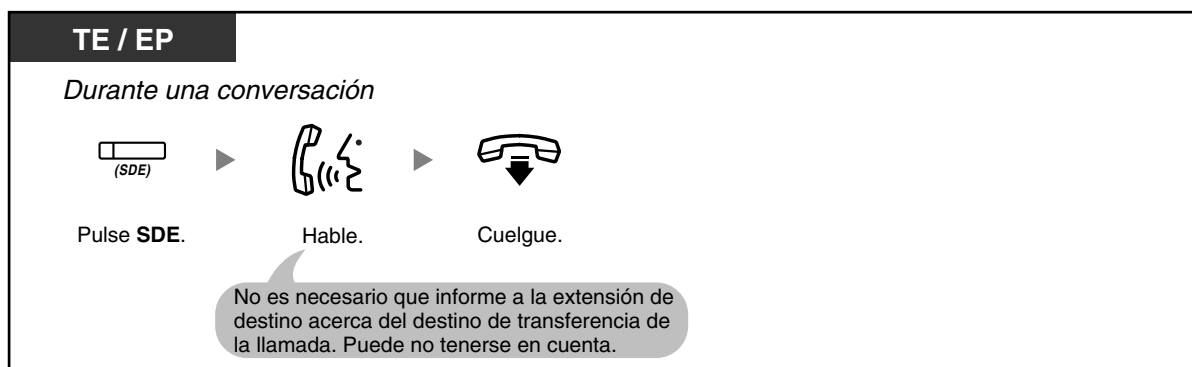 TE / EP
Durante una conversación
(SDE)
Pulse SDE. Hable. Cuelgue.
No es necesario que informe a la extensión de
destino acerca del destino de transferencia de
la llamada. Puede no tenerse en cuenta.